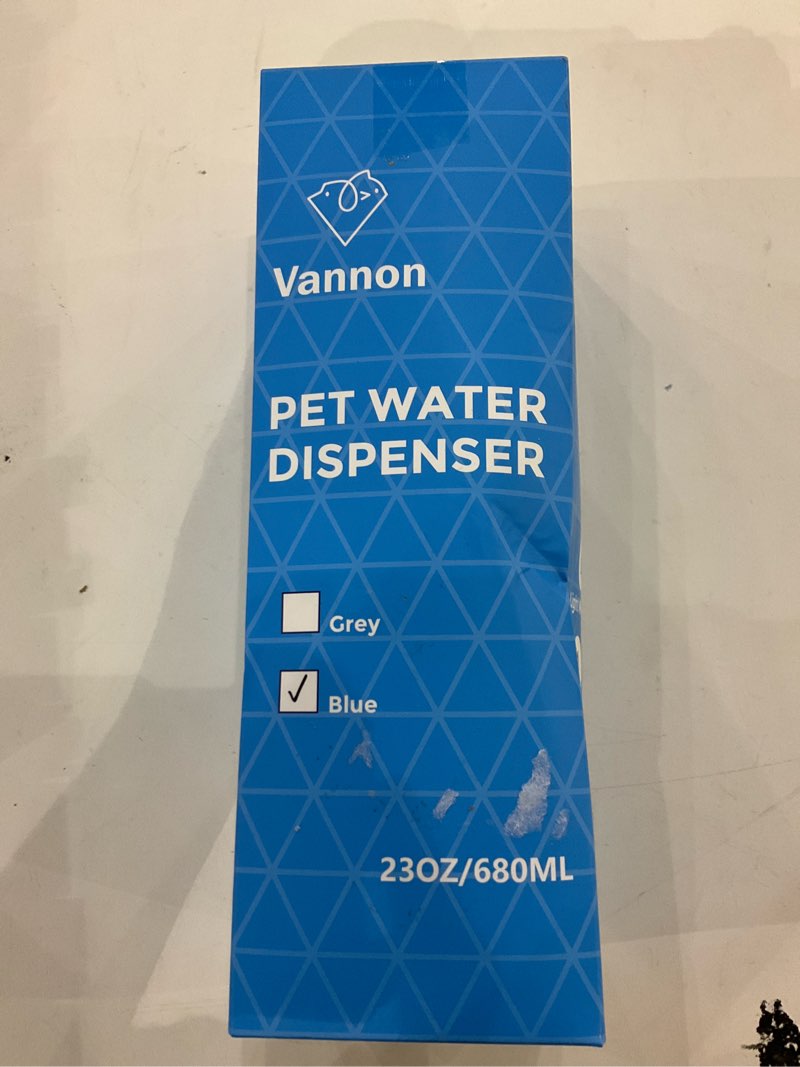 Vannon
PET WATER
DISPENSER
Grey
✓ Blue
23OZ/680ML